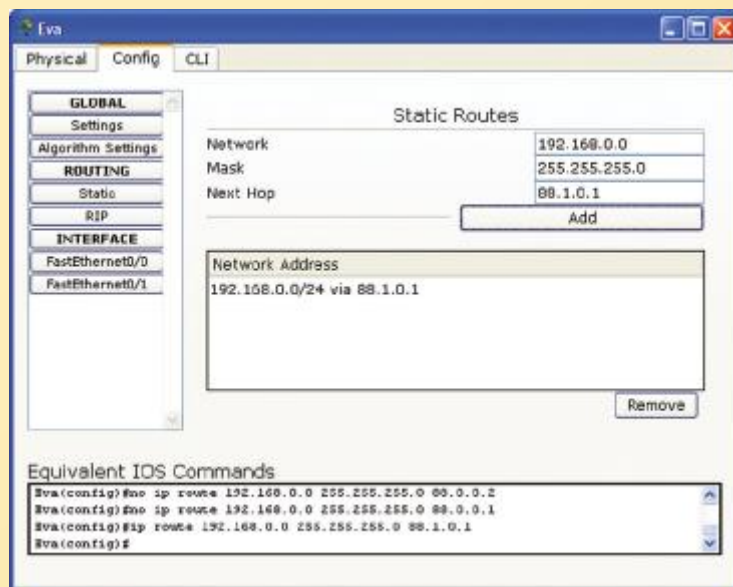 Eva
Physical Config CLI
GLOBAL
Settings
Algorithm Settings
ROUTING
Static
RIP
INTERFACE
FastEthernet0/0
FastEthernet0/1
Static Routes
Network 192.168.0.0
Mask 255.255.255.0
Next Hop 88.1.0.1
Add
Network Address
192.168.0.0/24 via 88.1.0.1
Remove
Equivalent IOS Commands
Eva(config)#no ip route 192.168.0.0 255.255.255.0 88.0.0.2
Eva(config)#no ip route 192.168.0.0 255.255.255.0 88.0.0.1
Eva(config)#ip route 192.168.0.0 255.255.255.0 88.1.0.1
Eva(config)#